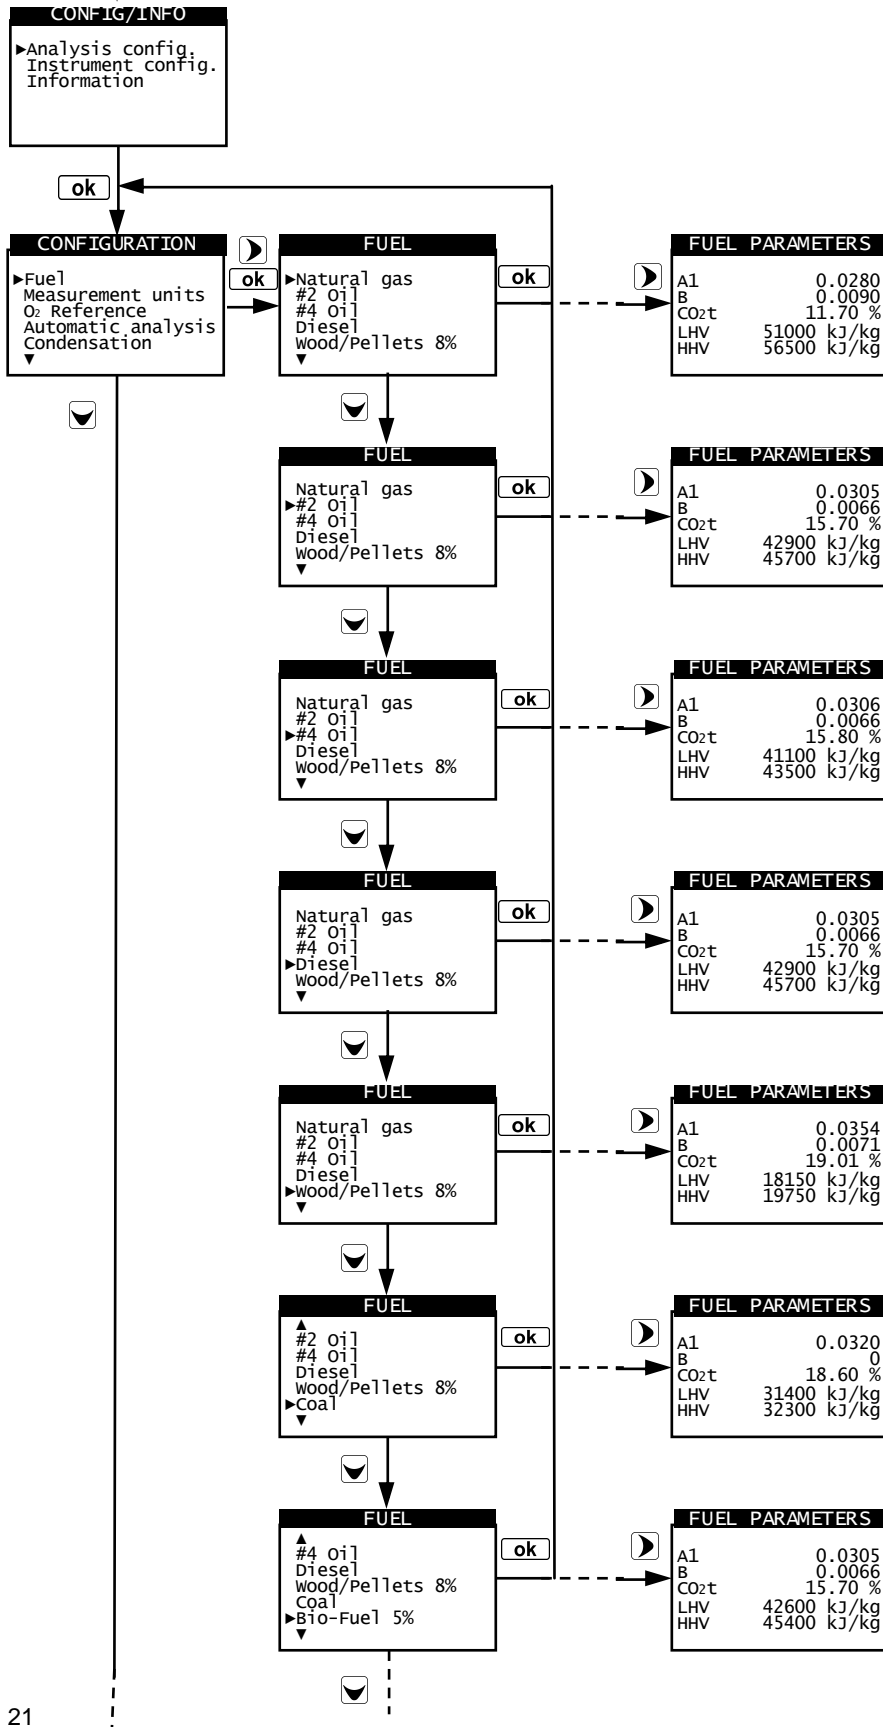 CONFIG/INFO
►Analysis config.
Instrument config.
Information
ok
CONFIGURATION
►Fuel
Measurement units
O2 Reference
Automatic analysis
Condensation
▼
ok
FUEL
►Natural gas
#2 Oil
#4 Oil
Diesel
Wood/Pellets 8%
▼
ok
FUEL PARAMETERS
A1 0.0280
B 0.0090
CO2t 11.70 %
LHV 51000 kJ/kg
HHV 56500 kJ/kg
FUEL
Natural gas
►#2 Oil
#4 Oil
Diesel
Wood/Pellets 8%
▼
ok
FUEL PARAMETERS
A1 0.0305
B 0.0066
CO2t 15.70 %
LHV 42900 kJ/kg
HHV 45700 kJ/kg
FUEL
Natural gas
#2 Oil
►#4 Oil
Diesel
Wood/Pellets 8%
▼
ok
FUEL PARAMETERS
A1 0.0306
B 0.0066
CO2t 15.80 %
LHV 41100 kJ/kg
HHV 43500 kJ/kg
FUEL
Natural gas
#2 Oil
#4 Oil
►Diesel
Wood/Pellets 8%
▼
ok
FUEL PARAMETERS
A1 0.0305
B 0.0066
CO2t 15.70 %
LHV 42900 kJ/kg
HHV 45700 kJ/kg
FUEL
Natural gas
#2 Oil
#4 Oil
Diesel
►Wood/Pellets 8%
▼
ok
FUEL PARAMETERS
A1 0.0354
B 0.0071
CO2t 19.01 %
LHV 18150 kJ/kg
HHV 19750 kJ/kg
FUEL
▲
#2 Oil
#4 Oil
Diesel
Wood/Pellets 8%
►Coal
▼
ok
FUEL PARAMETERS
A1 0.0320
B 0
CO2t 18.60 %
LHV 31400 kJ/kg
HHV 32300 kJ/kg
FUEL
▲
#4 Oil
Diesel
Wood/Pellets 8%
Coal
►Bio-Fuel 5%
▼
ok
FUEL PARAMETERS
A1 0.0305
B 0.0066
CO2t 15.70 %
LHV 42600 kJ/kg
HHV 45400 kJ/kg
21